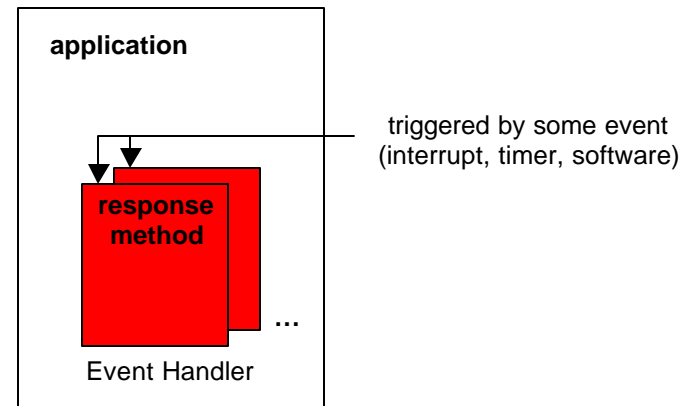 application
triggered by some event
(interrupt, timer, software)
response
method
...
Event Handler